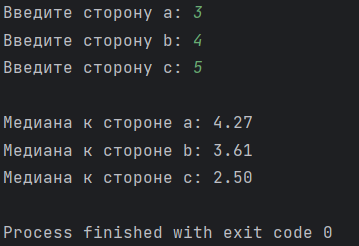 Введите сторону a: 3
Введите сторону b: 4
Введите сторону c: 5
Медиана к стороне a: 4.27
Медиана к стороне b: 3.61
Медиана к стороне c: 2.50
Process finished with exit code 0